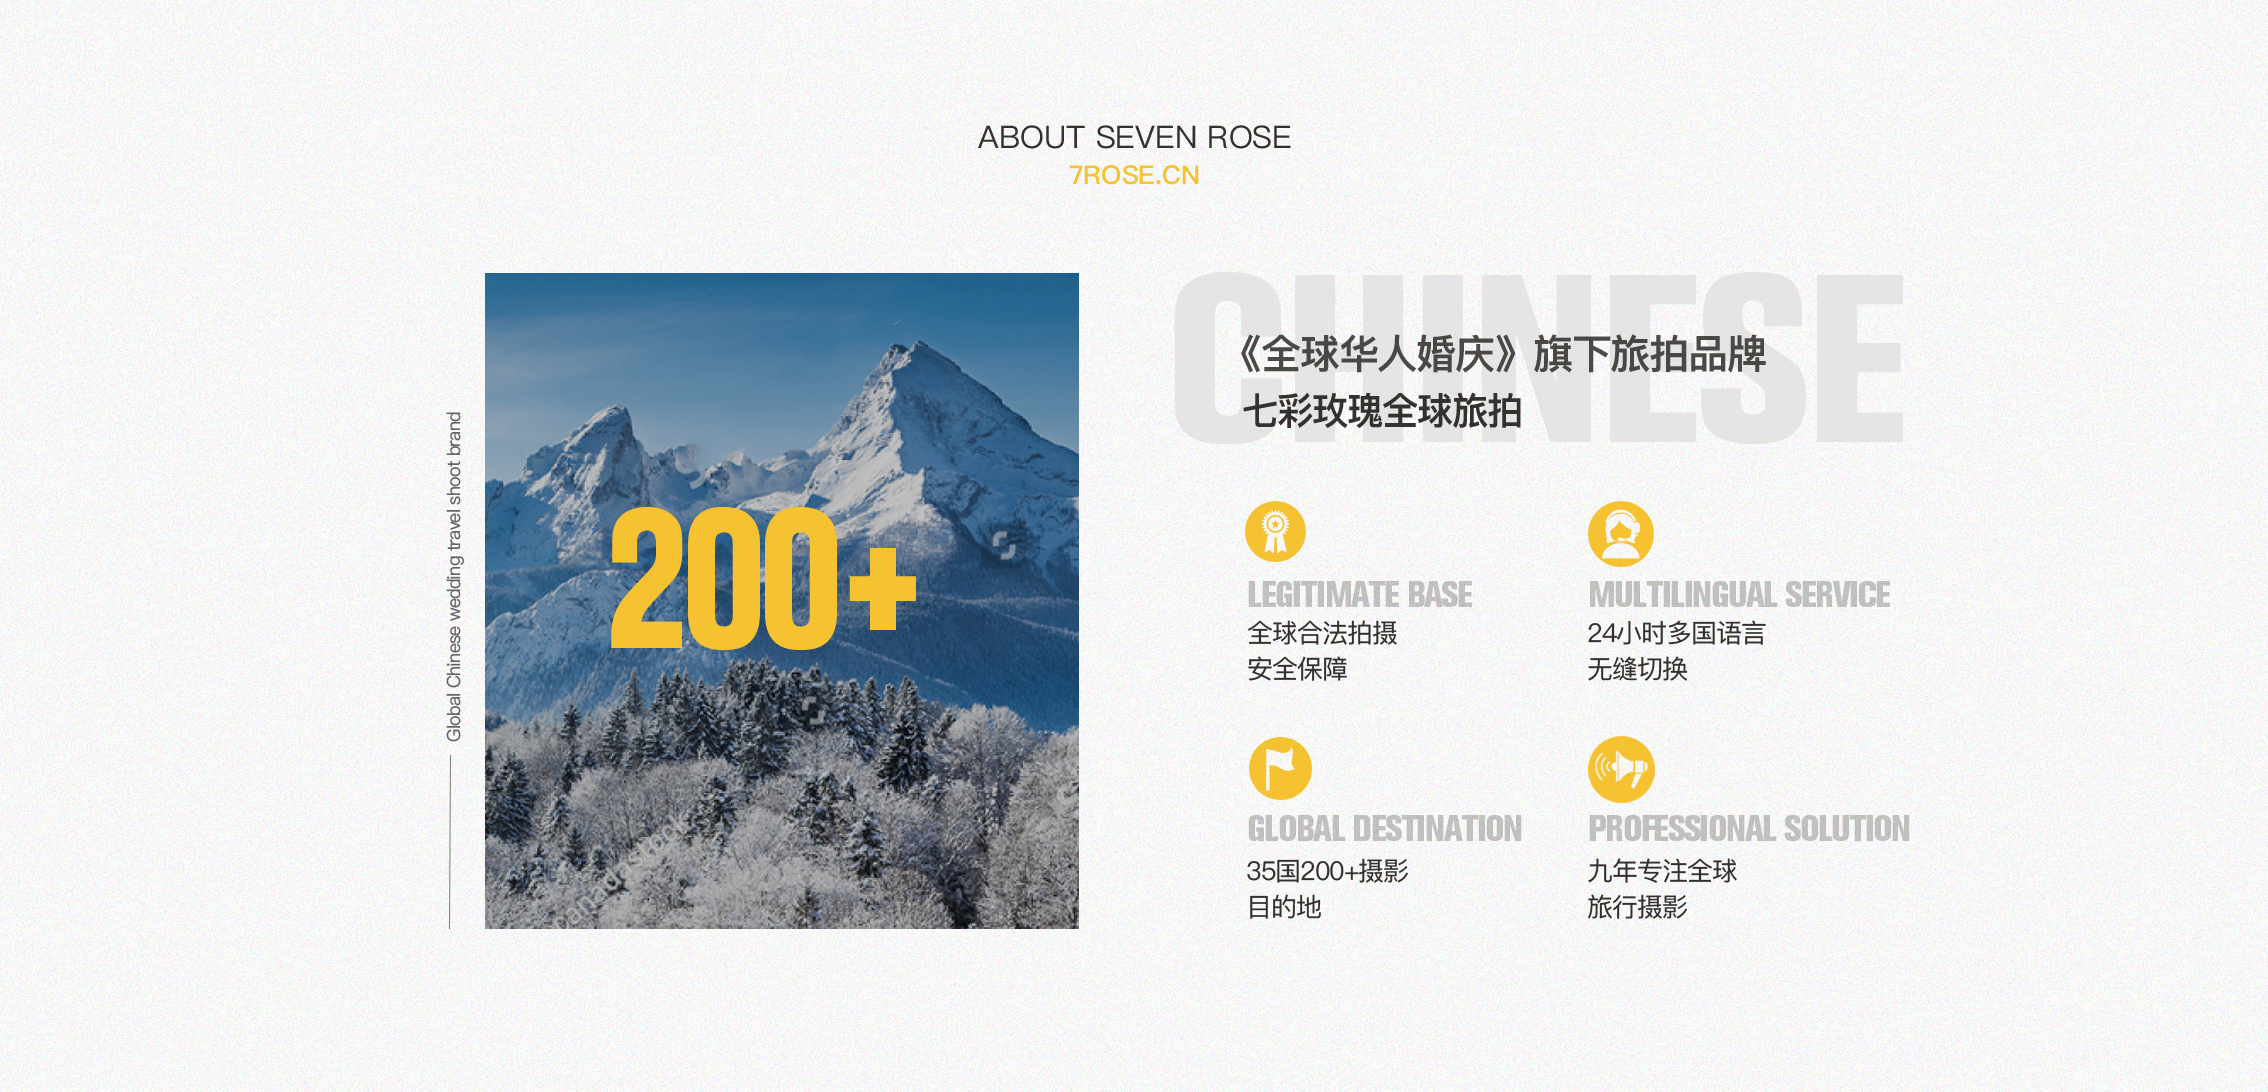 ABOUT SEVEN ROSE
7ROSE.CN
Global Chinese wedding travel shoot brand
200+
CHINESE
《全球华人婚庆》旗下旅拍品牌
七彩玫瑰全球旅拍
LEGITIMATE BASE
全球合法拍摄
安全保障
MULTILINGUAL SERVICE
24小时多国语言
无缝切换
GLOBAL DESTINATION
35国200+摄影
目的地
PROFESSIONAL SOLUTION
九年专注全球
旅行摄影